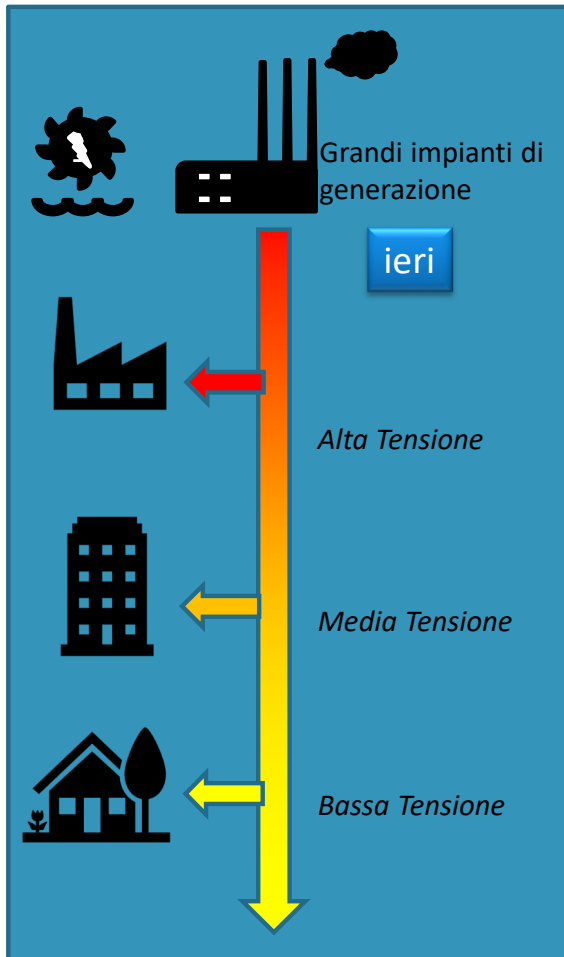 Grandi impianti di
generazione
ieri
Alta Tensione
Media Tensione
Bassa Tensione